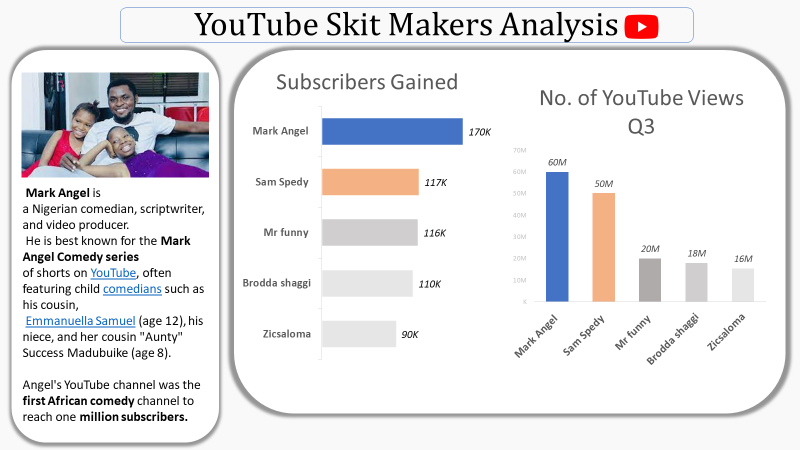 YouTube Skit Makers Analysis
Mark Angel is
a Nigerian comedian, scriptwriter,
and video producer.
He is best known for the Mark
Angel Comedy series
of shorts on YouTube, often
featuring child comedians such as
his cousin,
Emmanuella Samuel (age 12), his
niece, and her cousin "Aunty"
Success Madubuike (age 8).
Angel's YouTube channel was the
first African comedy channel to
reach one million subscribers.
Subscribers Gained
Mark Angel 170K
Sam Spedy 117K
Mr funny 116K
Brodda shaggi 110K
Zicsaloma 90K
No. of YouTube Views
Q3
70M
60M
50M
40M
30M
20M
10M
K
60M
50M
20M
18M
16M
Mark Angel
Sam Spedy
Mr funny
Brodda shaggi
Zicsaloma